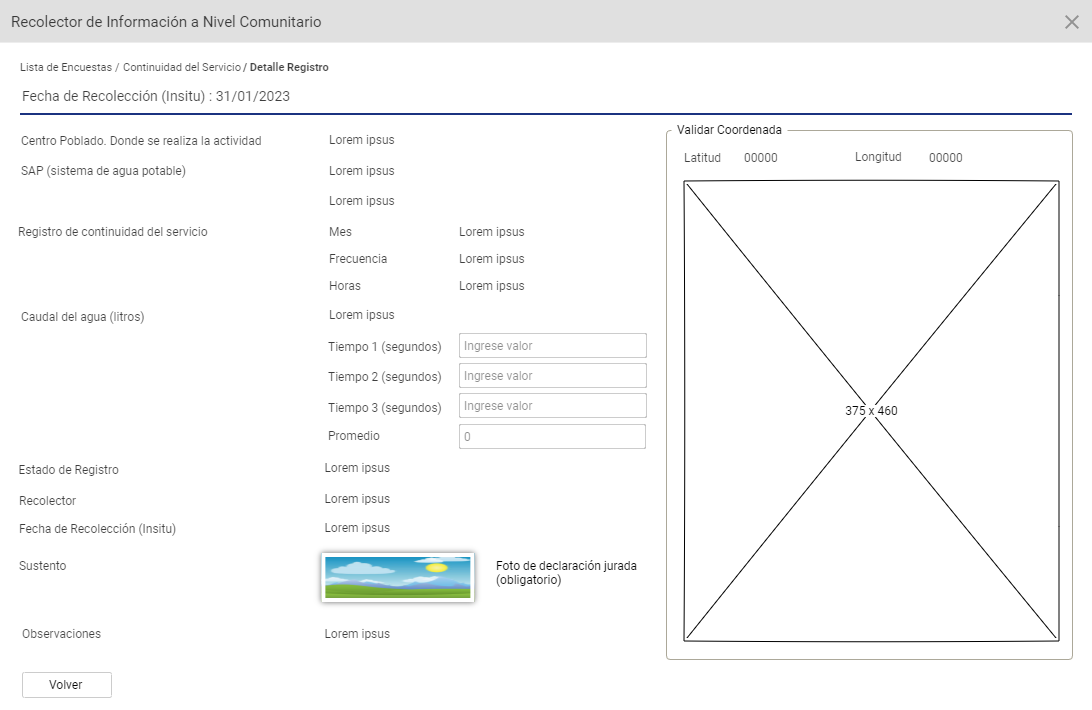 Recolector de Información a Nivel Comunitario
Lista de Encuestas / Continuidad del Servicio / Detalle Registro
Fecha de Recolección (Insitu) : 31/01/2023
Centro Poblado. Donde se realiza la actividad Lorem ipsus
SAP (sistema de agua potable) Lorem ipsus
Lorem ipsus
Registro de continuidad del servicio Mes Lorem ipsus
Frecuencia Lorem ipsus
Horas Lorem ipsus
Caudal del agua (litros) Lorem ipsus
Tiempo 1 (segundos) Ingrese valor
Tiempo 2 (segundos) Ingrese valor
Tiempo 3 (segundos) Ingrese valor
Promedio 0
Estado de Registro Lorem ipsus
Recolector Lorem ipsus
Fecha de Recolección (Insitu) Lorem ipsus
Sustento Foto de declaración jurada
(obligatorio)
Observaciones Lorem ipsus
Volver
Validar Coordenada
Latitud 00000 Longitud 00000
375 x 460